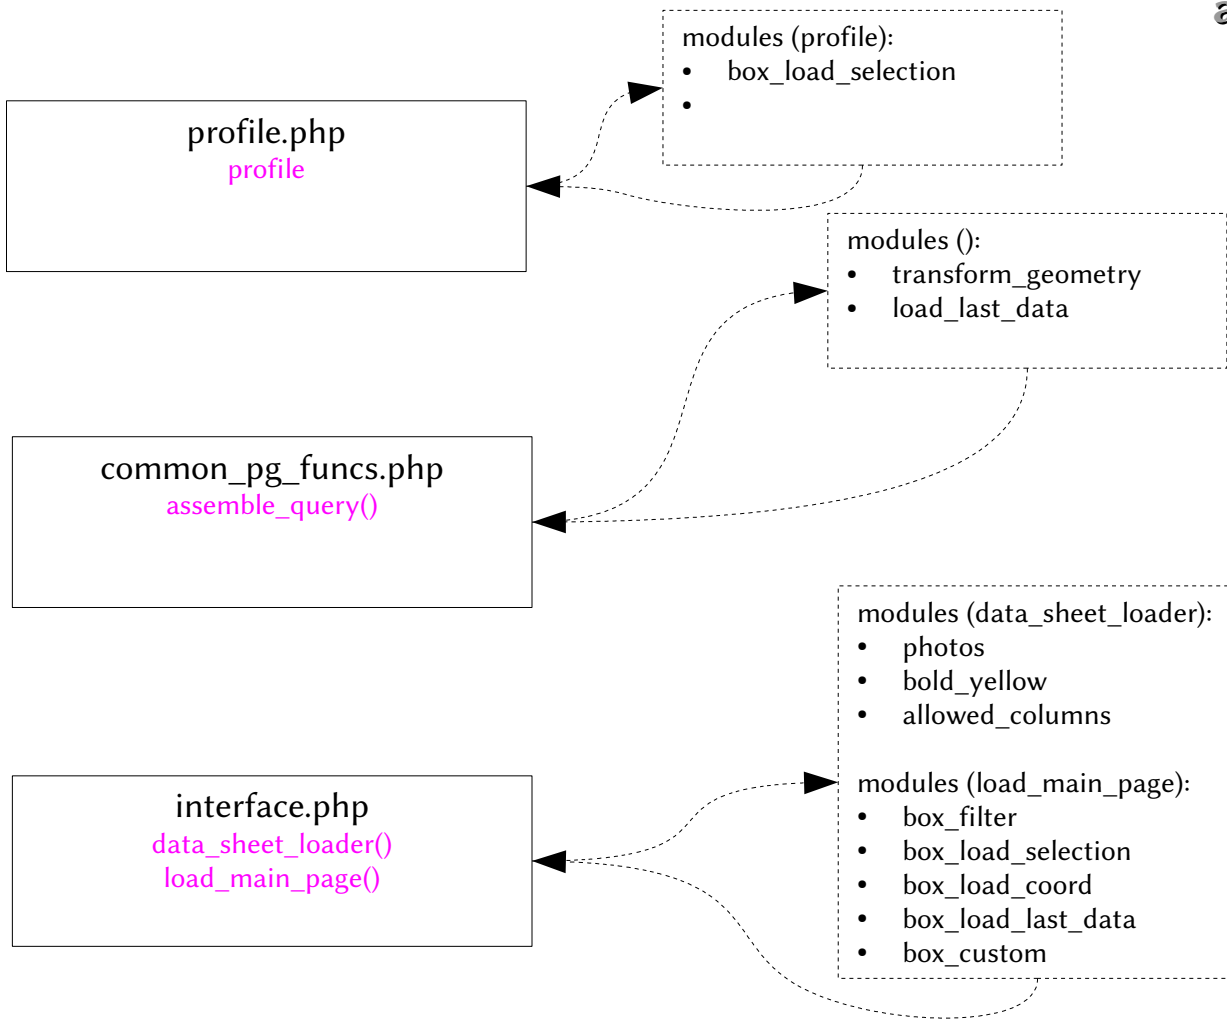 modules (profile):
• box_load_selection
•
profile.php
profile
modules ():
• transform_geometry
• load_last_data
common_pg_funcs.php
assemble_query()
modules (data_sheet_loader):
• photos
• bold_yellow
• allowed_columns
modules (load_main_page):
• box_filter
• box_load_selection
• box_load_coord
• box_load_last_data
• box_custom
interface.php
data_sheet_loader()
load_main_page()